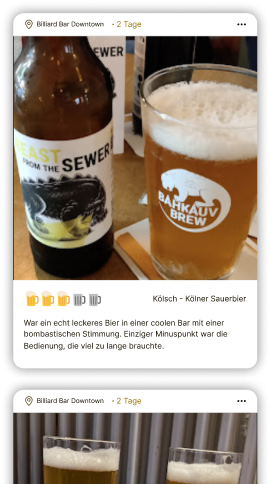 Billiard Bar Downtown • 2 Tage
SEWER
YEAST
FROM THE SEWER
BAHKAUV
BREW
Kölsch - Kölner Sauerbier
War ein echt leckeres Bier in einer coolen Bar mit einer
bombastischen Stimmung. Einziger Minuspunkt war die
Bedienung, die viel zu lange brauchte.
Billiard Bar Downtown • 2 Tage